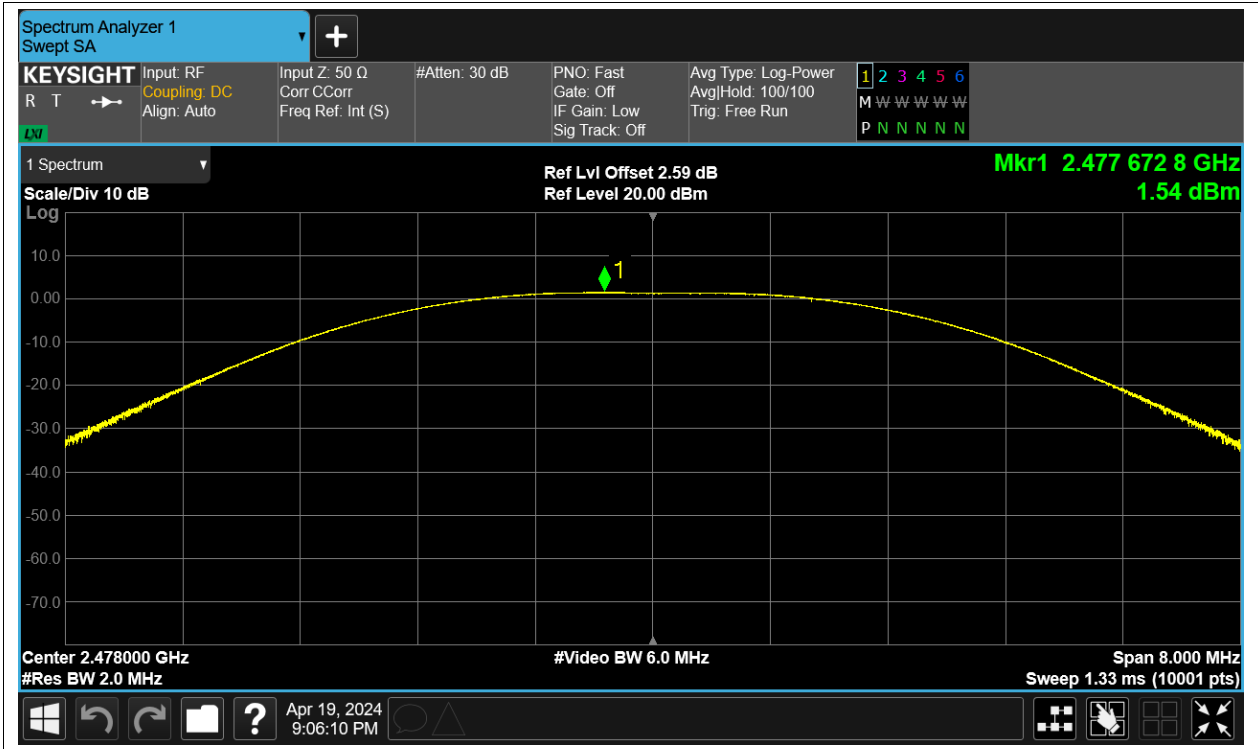 Spectrum Analyzer 1
Swept SA
KEYSIGHT
R T
LXI
Input: RF
Coupling: DC
Align: Auto
Input Z: 50 Ω
Corr CCorr
Freq Ref: Int (S)
#Atten: 30 dB
PNO: Fast
Gate: Off
IF Gain: Low
Sig Track: Off
Avg Type: Log-Power
Avg|Hold: 100/100
Trig: Free Run
1 2 3 4 5 6
M W W W W W
P N N N N N
1 Spectrum
Scale/Div 10 dB
Log
Ref Lvl Offset 2.59 dB
Ref Level 20.00 dBm
Mkr1 2.477 672 8 GHz
1.54 dBm
1
10.0
0.00
-10.0
-20.0
-30.0
-40.0
-50.0
-60.0
-70.0
Center 2.478000 GHz
#Res BW 2.0 MHz
#Video BW 6.0 MHz
Span 8.000 MHz
Sweep 1.33 ms (10001 pts)
?
Apr 19, 2024
9:06:10 PM